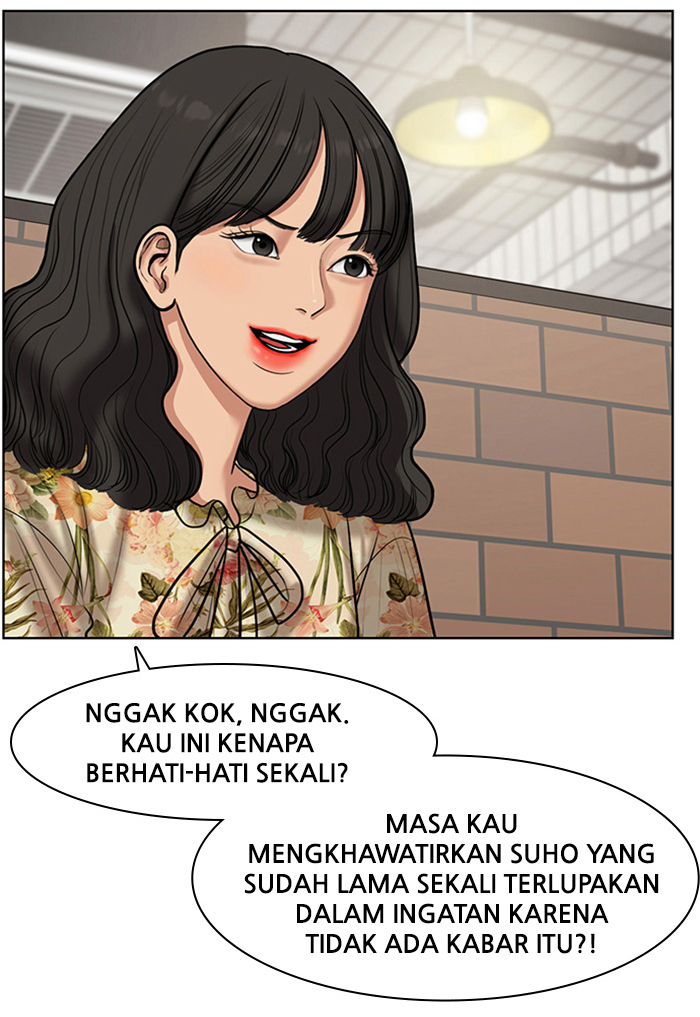 NGGAK KOK, NGGAK.
KAU INI KENAPA
BERHATI-HATI SEKALI?
MASA KAU
MENGKHAWATIRKAN SUHO YANG
SUDAH LAMA SEKALI TERLUPAKAN
DALAM INGATAN KARENA
TIDAK ADA KABAR ITU?!